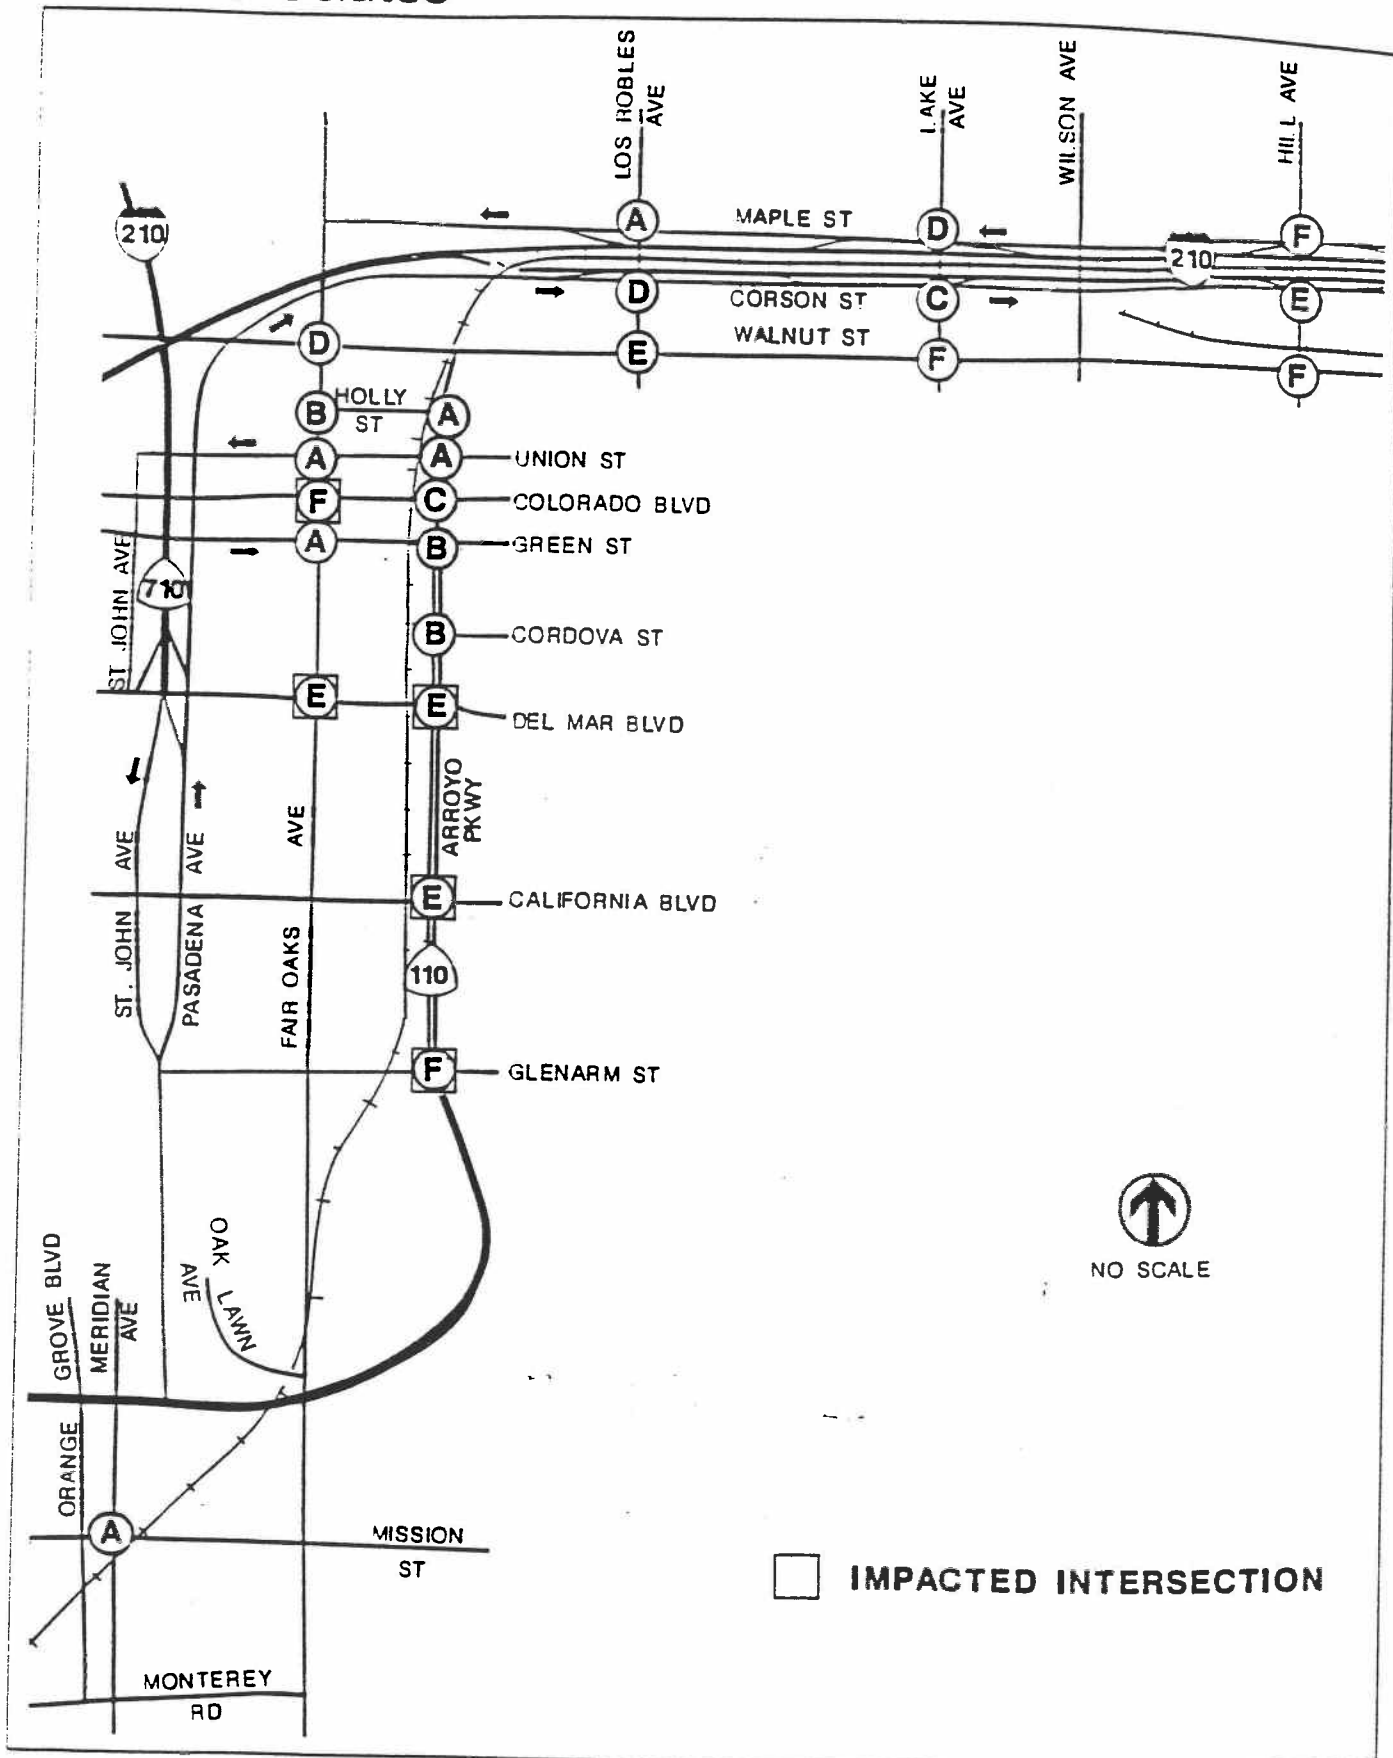 LOS ROBLES
AVE
LAKE
AVE
WILSON AVE
HILL AVE
210
A
MAPLE ST
D
F
210
D
CORSON ST
C
E
WALNUT ST
D
E
F
F
B
HOLLY
ST
A
A
A
UNION ST
F
C
COLORADO BLVD
A
B
GREEN ST
ST JOHN AVE
710
B
CORDOVA ST
E
E
DEL MAR BLVD
ARROYO
PKWY
ST. JOHN AVE
PASADENA AVE
FAIR OAKS AVE
E
CALIFORNIA BLVD
110
F
GLENARM ST
NO SCALE
ORANGE GROVE BLVD
MERIDIAN
AVE
OAK LAWN
AVE
A
MISSION
ST
IMPACTED INTERSECTION
MONTEREY
RD